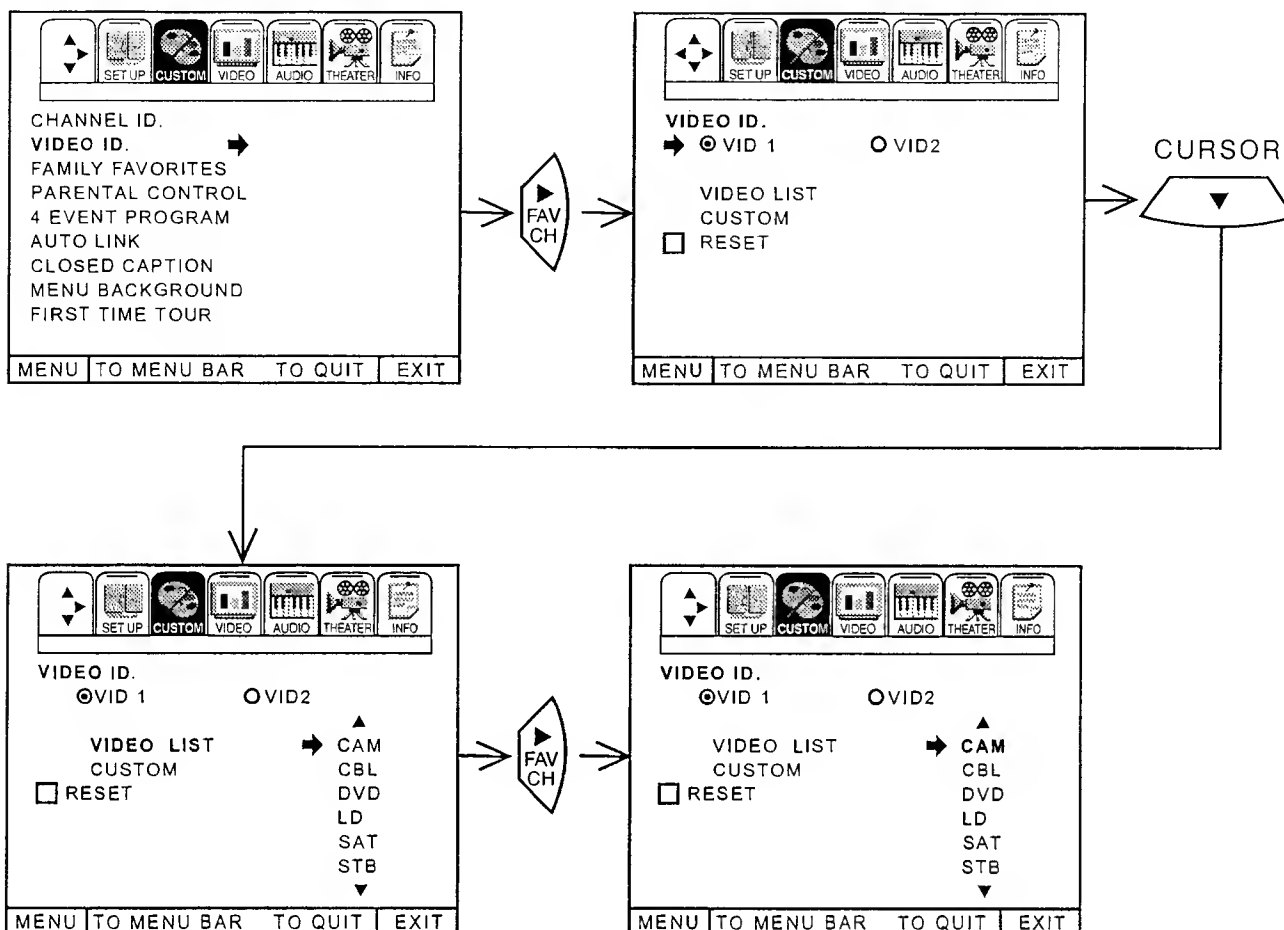 SET UP CUSTOM VIDEO AUDIO THEATER INFO
CHANNEL ID.
VIDEO ID.
FAMILY FAVORITES
PARENTAL CONTROL
4 EVENT PROGRAM
AUTO LINK
CLOSED CAPTION
MENU BACKGROUND
FIRST TIME TOUR
MENU TO MENU BAR TO QUIT EXIT
FAV
CH
SET UP CUSTOM VIDEO AUDIO THEATER INFO
VIDEO ID.
VID 1 VID2
VIDEO LIST
CUSTOM
RESET
MENU TO MENU BAR TO QUIT EXIT
CURSOR
SET UP CUSTOM VIDEO AUDIO THEATER INFO
VIDEO ID.
VID 1 VID2
VIDEO LIST CAM
CUSTOM CBL
RESET DVD
LD
SAT
STB
MENU TO MENU BAR TO QUIT EXIT
FAV
CH
SET UP CUSTOM VIDEO AUDIO THEATER INFO
VIDEO ID.
VID 1 VID2
VIDEO LIST CAM
CUSTOM CBL
RESET DVD
LD
SAT
STB
MENU TO MENU BAR TO QUIT EXIT